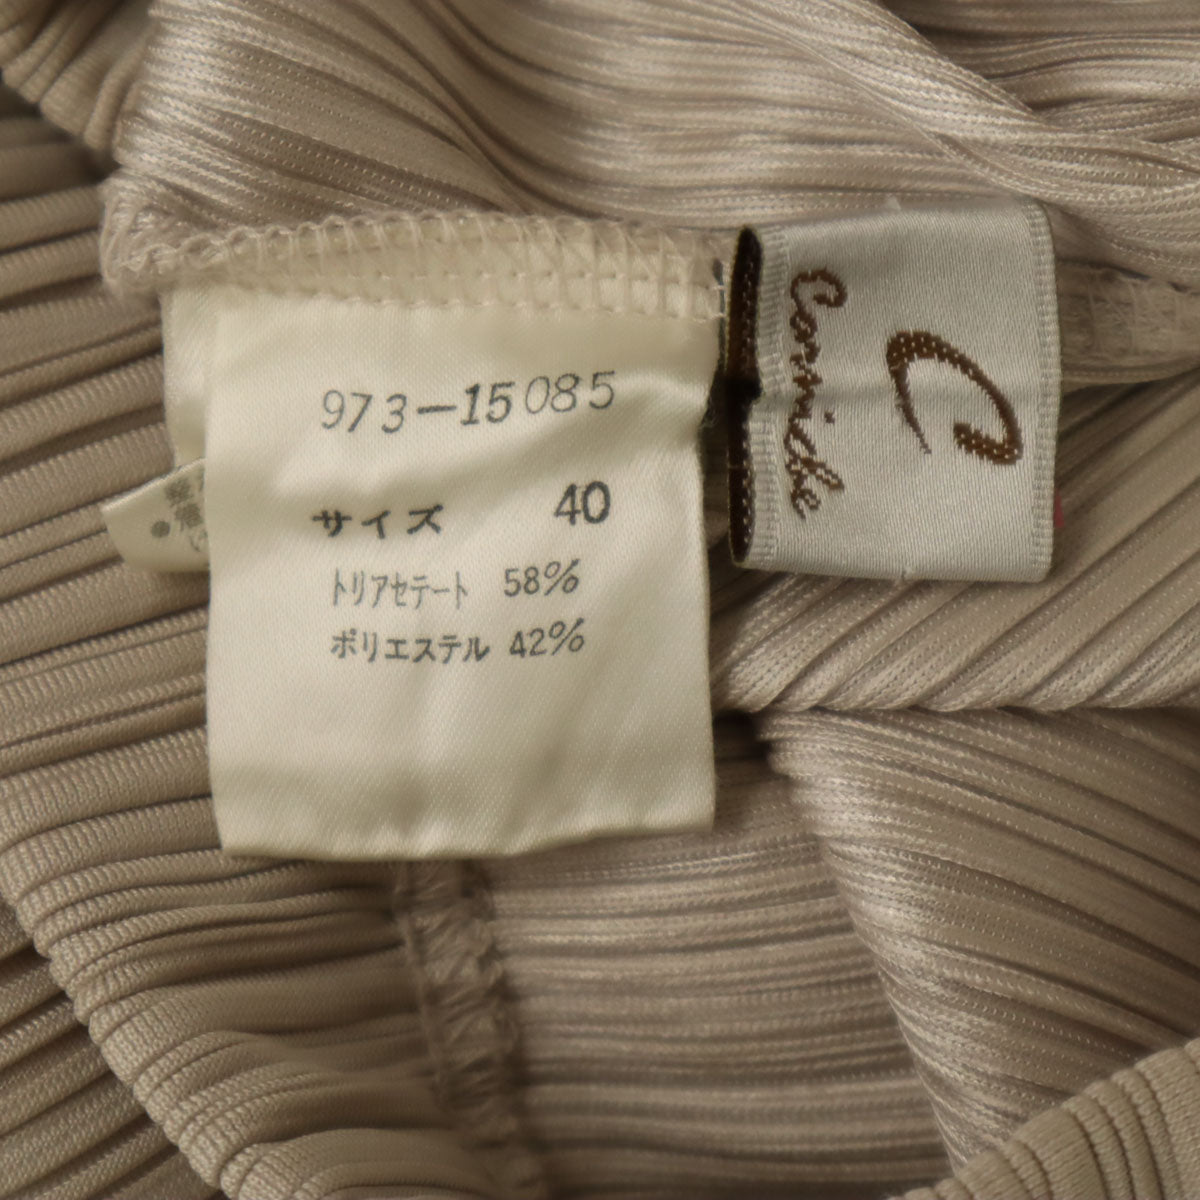 973-15085
サイズ 40
トリアセテート 58%
ポリエステル 42%
C
Corniche